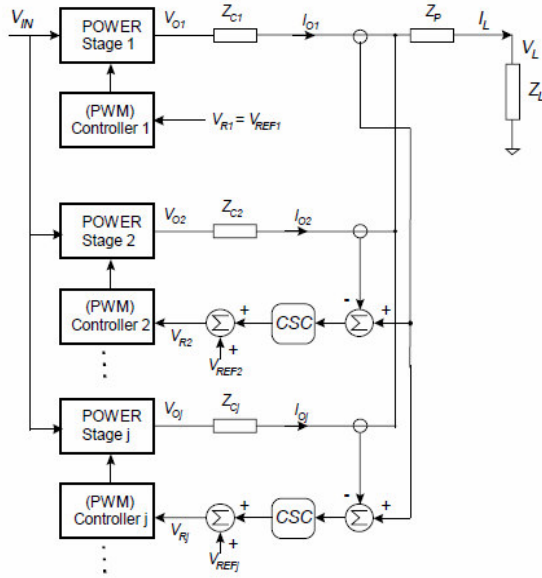 V_IN
POWER Stage 1
V_O1
Z_C1
I_O1
Z_P
I_L
V_L
Z_L
(PWM) Controller 1
V_R1 = V_REF1
POWER Stage 2
V_O2
Z_C2
I_O2
-
(PWM) Controller 2
V_R2
Σ
+
CSC
Σ
+
+
V_REF2
POWER Stage j
V_Oj
Z_Cj
I_Oj
-
(PWM) Controller j
V_Rj
Σ
+
CSC
Σ
+
+
V_REFj